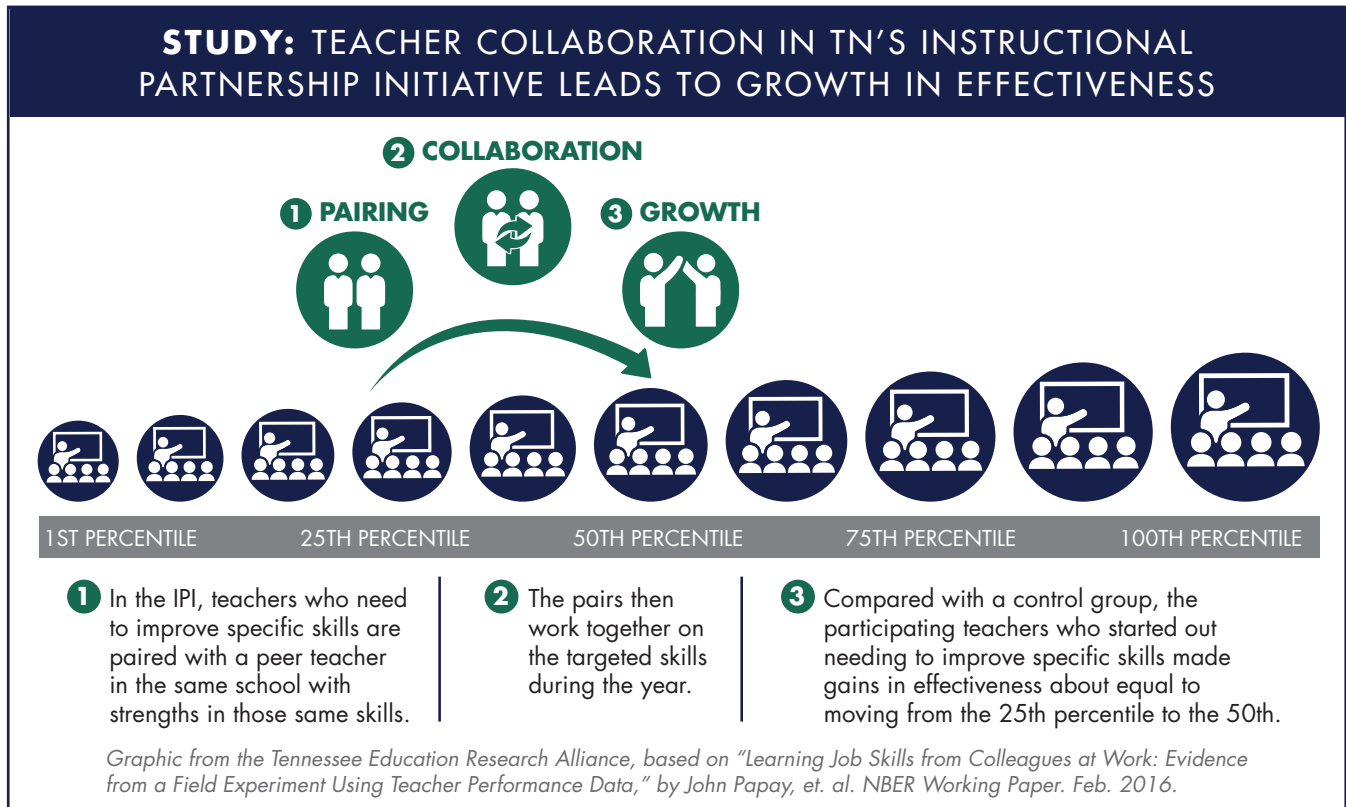 STUDY: TEACHER COLLABORATION IN TN'S INSTRUCTIONAL
PARTNERSHIP INITIATIVE LEADS TO GROWTH IN EFFECTIVENESS
2 COLLABORATION
1 PAIRING
3 GROWTH
1ST PERCENTILE 25TH PERCENTILE 50TH PERCENTILE 75TH PERCENTILE 100TH PERCENTILE
1 In the IPI, teachers who need
to improve specific skills are
paired with a peer teacher
in the same school with
strengths in those same skills.
2 The pairs then
work together on
the targeted skills
during the year.
3 Compared with a control group, the
participating teachers who started out
needing to improve specific skills made
gains in effectiveness about equal to
moving from the 25th percentile to the 50th.
Graphic from the Tennessee Education Research Alliance, based on “Learning Job Skills from Colleagues at Work: Evidence
from a Field Experiment Using Teacher Performance Data,” by John Papay, et. al. NBER Working Paper. Feb. 2016.